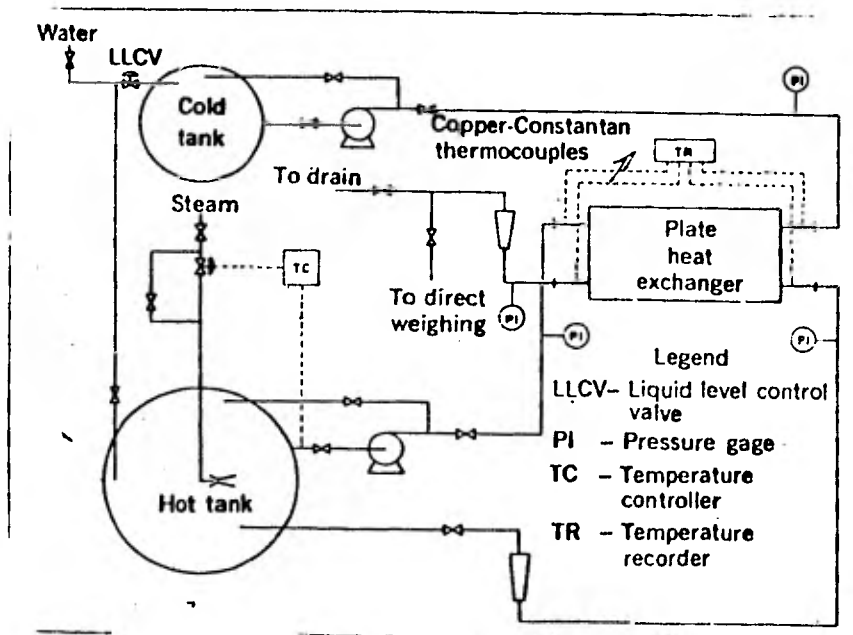 Water
LLCV
Cold
tank
PI
Copper-Constantan
thermocouples
TR
To drain
Steam
TC
Plate
heat
exchanger
To direct
weighing
PI
PI
PI
Hot tank
Legend
LLCV– Liquid level control
valve
PI – Pressure gage
TC – Temperature
controller
TR – Temperature
recorder